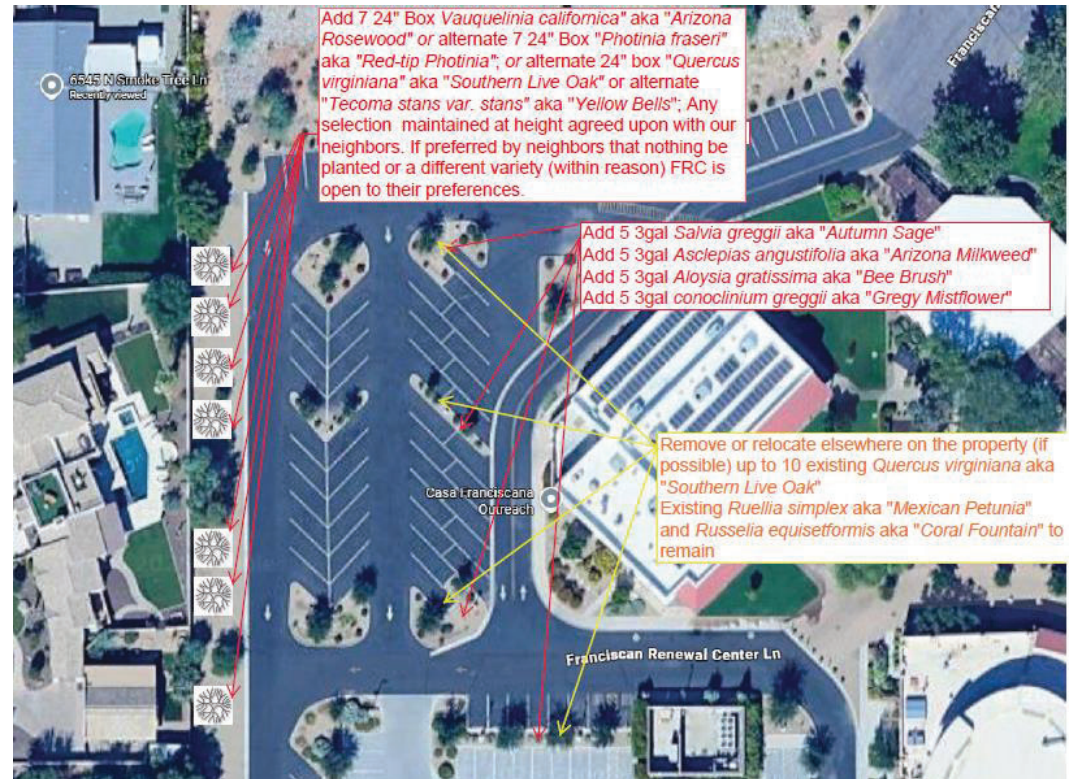 Add 7 24" Box Vauquelinia californica" aka "Arizona
Rosewood" or alternate 7 24" Box "Photinia fraseri"
aka "Red-tip Photinia"; or alternate 24" box "Quercus
virginiana" aka "Southern Live Oak" or alternate
"Tecoma stans var. stans" aka "Yellow Bells"; Any
selection maintained at height agreed upon with our
neighbors. If preferred by neighbors that nothing be
planted or a different variety (within reason) FRC is
open to their preferences.
Franciscan
6545 N Smoke Tree Ln
Recently viewed
Add 5 3gal Salvia greggii aka "Autumn Sage"
Add 5 3gal Asclepias angustifolia aka "Arizona Milkweed"
Add 5 3gal Aloysia gratissima aka "Bee Brush"
Add 5 3gal conoclinium greggii aka "Gregy Mistflower"
Remove or relocate elsewhere on the property (if
possible) up to 10 existing Quercus virginiana aka
"Southern Live Oak"
Existing Ruellia simplex aka "Mexican Petunia"
and Russelia equisetformis aka "Coral Fountain" to
remain
Casa Franciscana
Outreach
Franciscan Renewal Center Ln